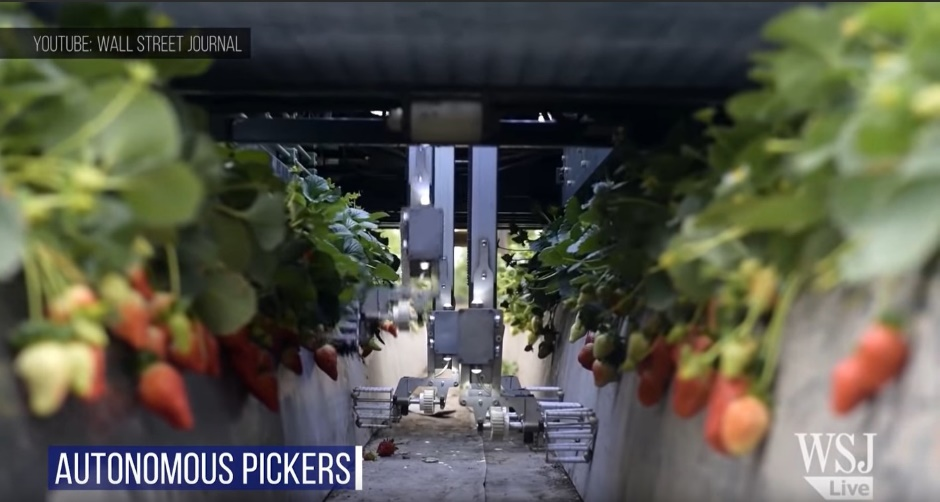 YOUTUBE: WALL STREET JOURNAL
AUTONOMOUS PICKERS
WSJ
Live